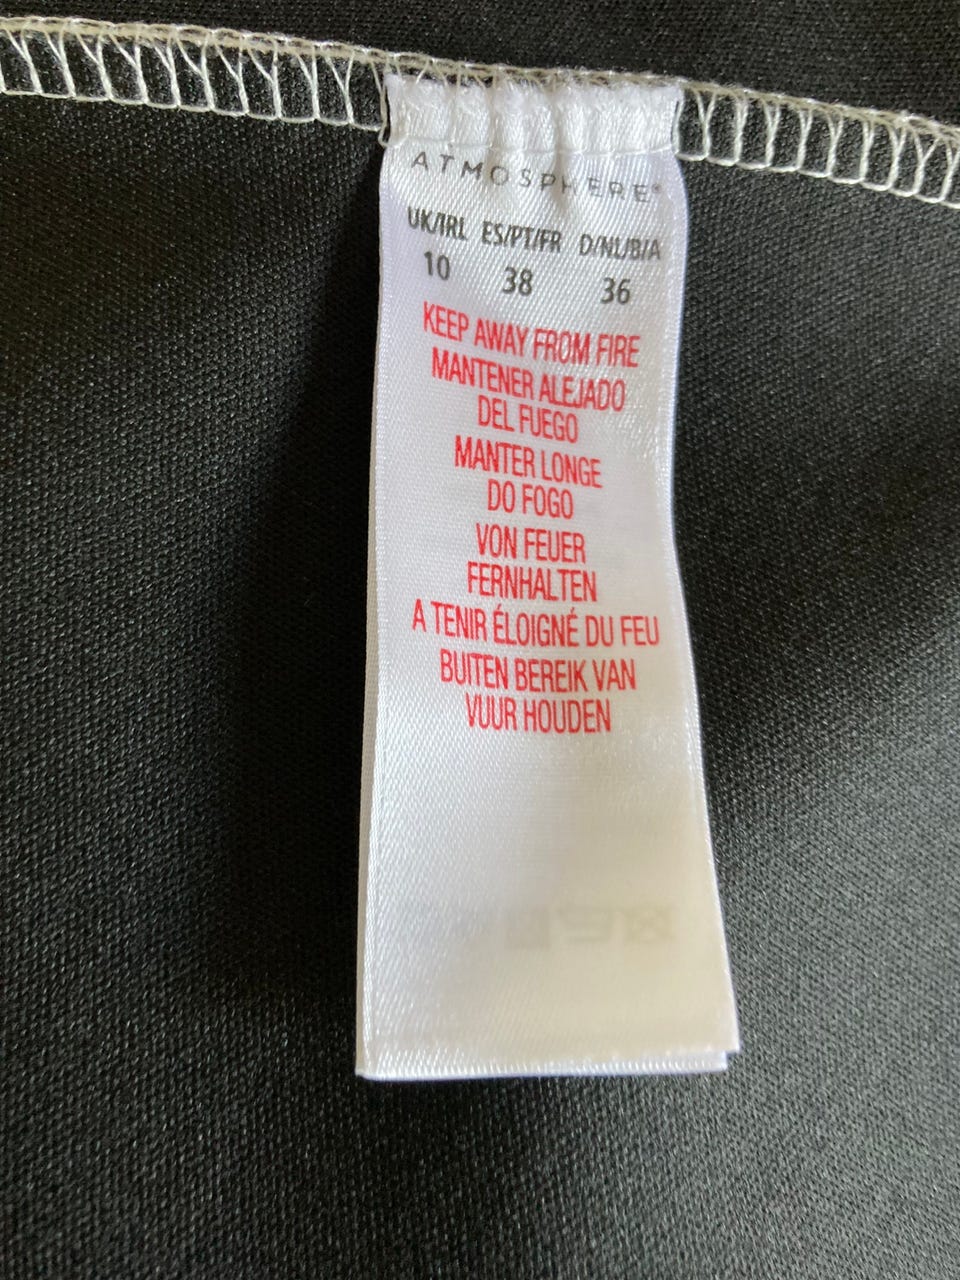 ATMOSPHERE®
UK/IRL ES/PT/FR D/NL/B/A
10 38 36
KEEP AWAY FROM FIRE
MANTENER ALEJADO
DEL FUEGO
MANTER LONGE
DO FOGO
VON FEUER
FERNHALTEN
A TENIR ÉLOIGNÉ DU FEU
BUITEN BEREIK VAN
VUUR HOUDEN